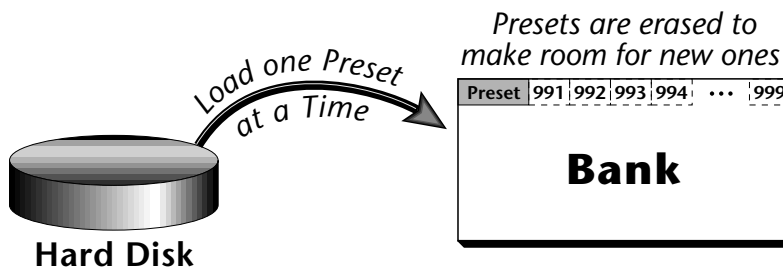 Presets are erased to
make room for new ones
Load one Preset
at a Time
Preset 991 992 993 994 ... 999
Bank
Hard Disk